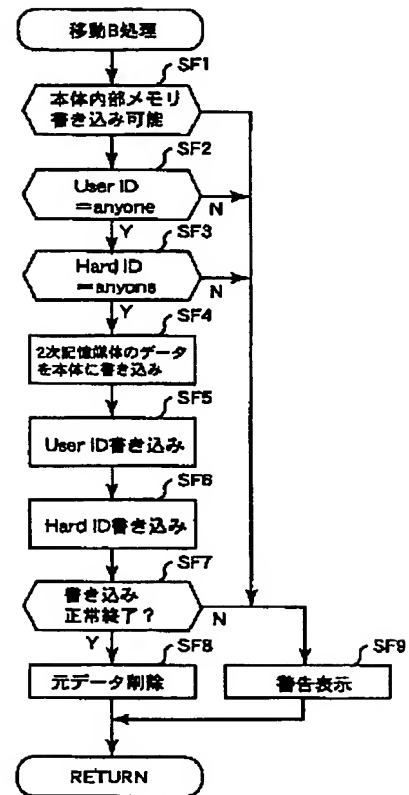 移動B処理
SF1
本体内部メモリ
書き込み可能
SF2
User ID
=anyone
N
Y
SF3
Hard ID
=anyone
N
Y
SF4
2次記憶媒体のデータ
を本体に書き込み
SF5
User ID書き込み
SF6
Hard ID書き込み
SF7
書き込み
正常終了?
N
Y
SF8
元データ削除
SF9
警告表示
RETURN